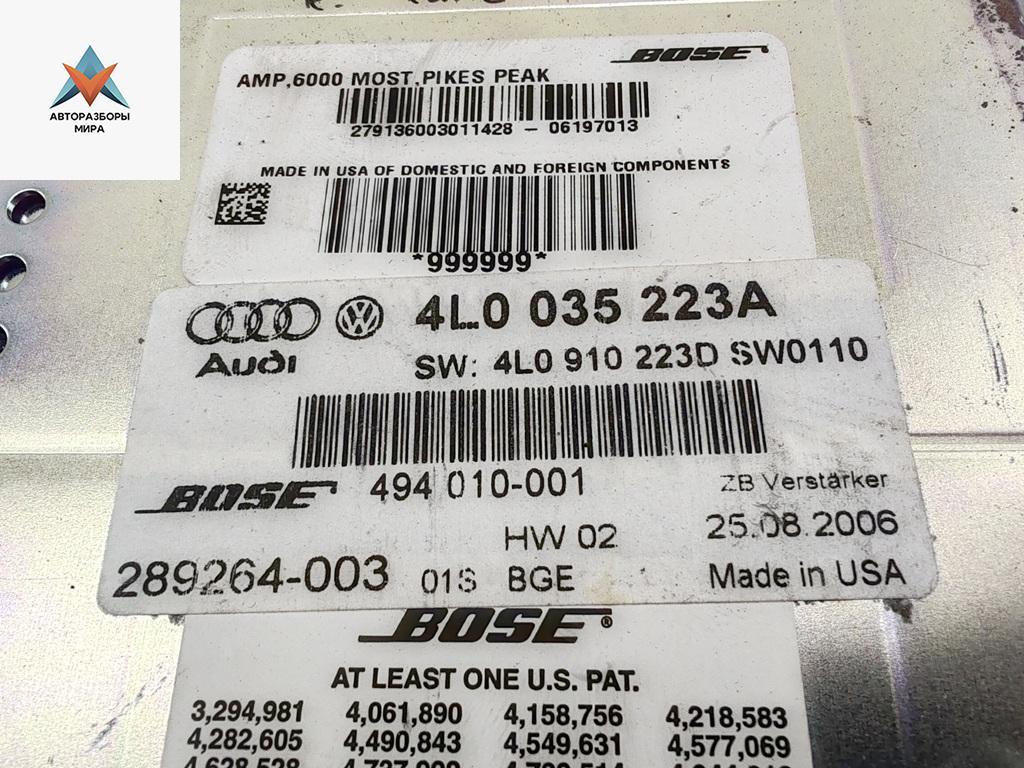 АВТОРАЗБОРЫ
МИРА
BOSE
AMP,6000 MOST,PIKES PEAK
279136003011428 - 06197013
MADE IN USA OF DOMESTIC AND FOREIGN COMPONENTS
*999999*
4L0 035 223A
Audi
SW: 4L0 910 223D SW0110
BOSE 494 010-001
ZB Verstärker
HW 02
25.08.2006
289264-003 01S BGE
Made in USA
BOSE®
AT LEAST ONE U.S. PAT.
3,294,981 4,061,890 4,158,756 4,218,583
4,282,605 4,490,843 4,549,631 4,577,069